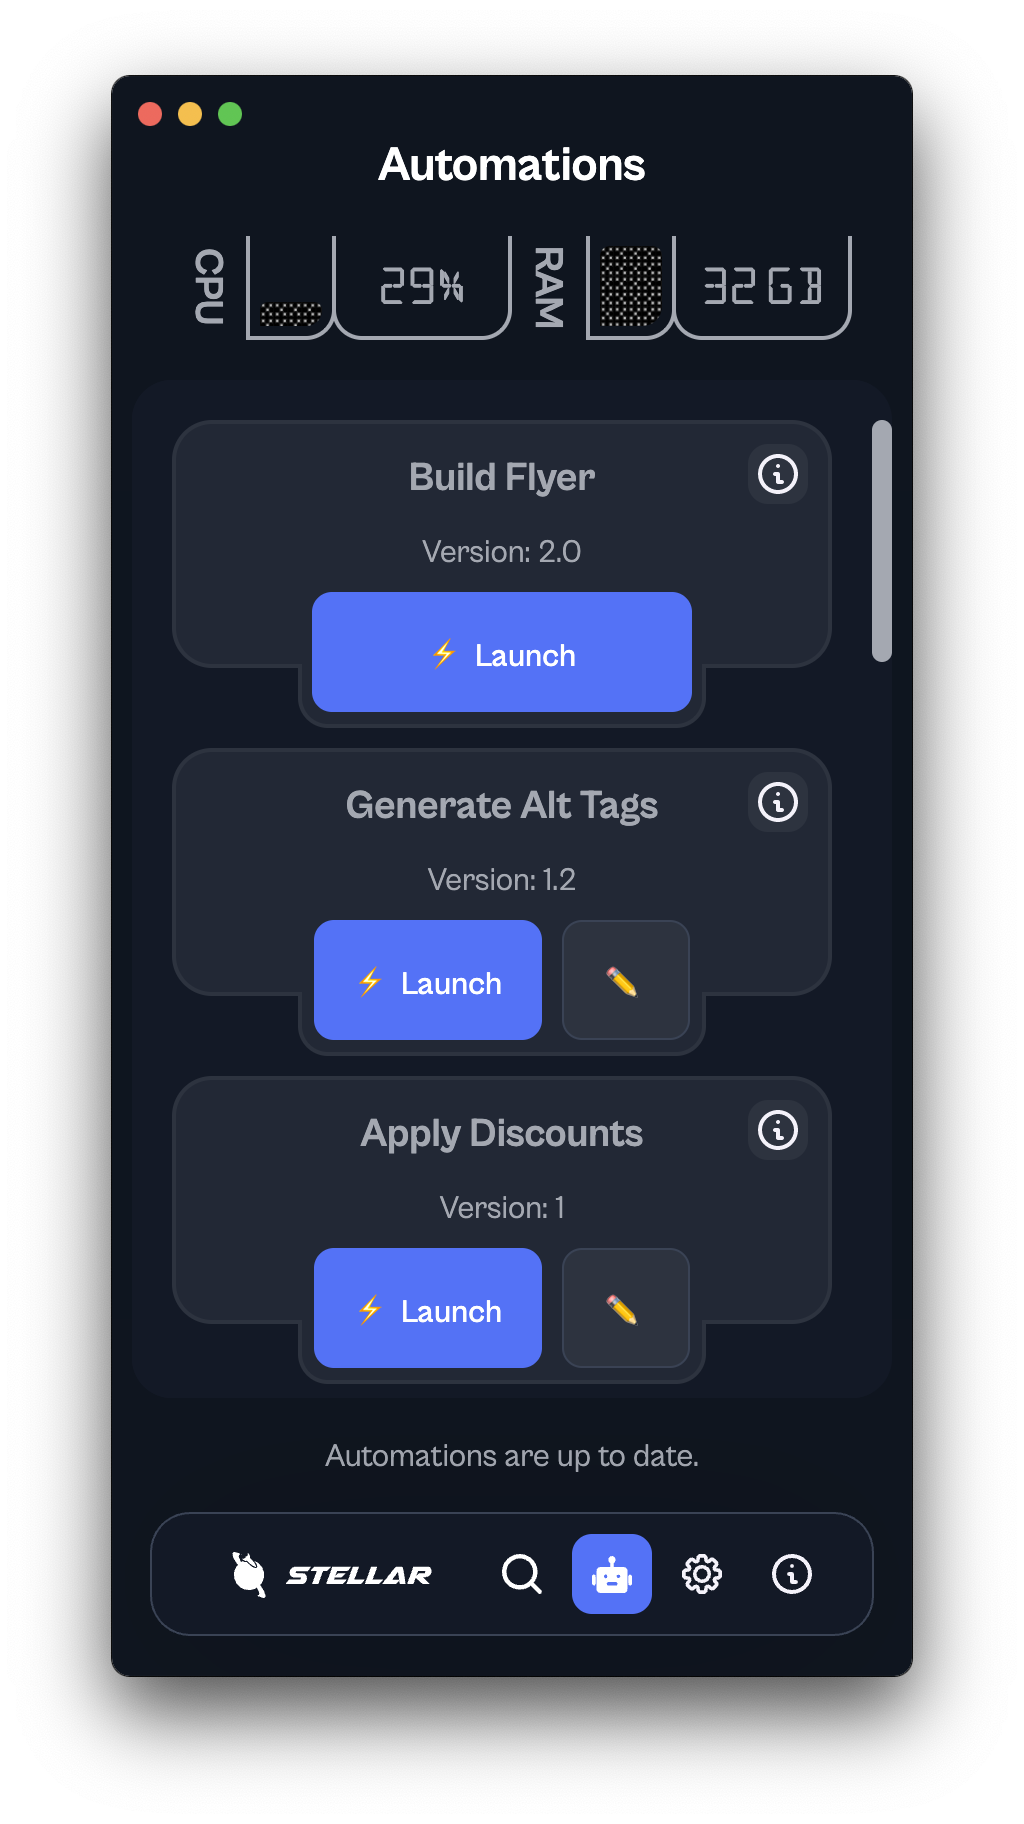 Automations
CPU
29%
RAM
32GB
Build Flyer
Version: 2.0
⚡ Launch
Generate Alt Tags
Version: 1.2
⚡ Launch
Apply Discounts
Version: 1
⚡ Launch
Automations are up to date.
STELLAR